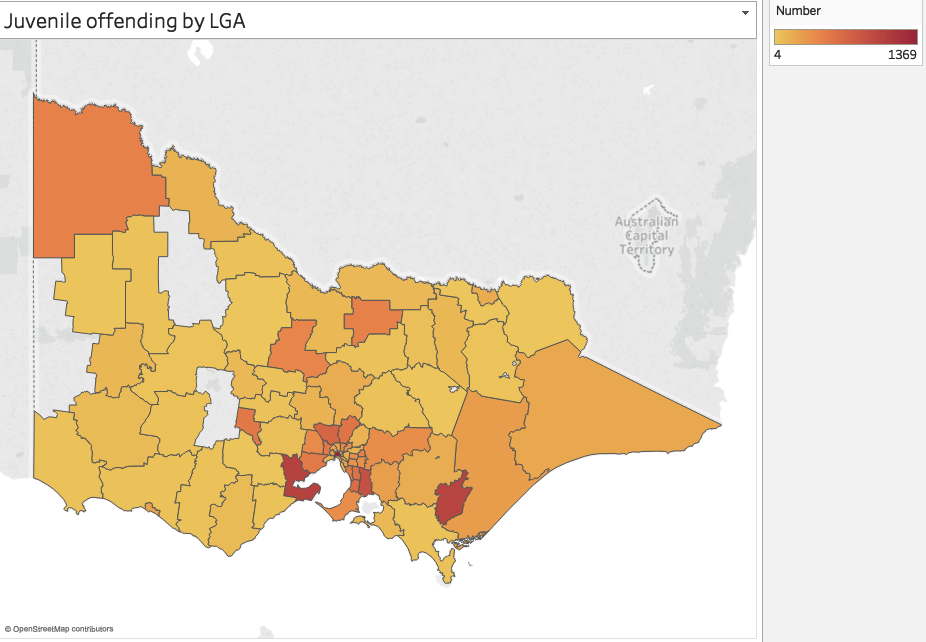 Juvenile offending by LGA
Number
4 1369
Australian
Capital
Territory
© OpenStreetMap contributors